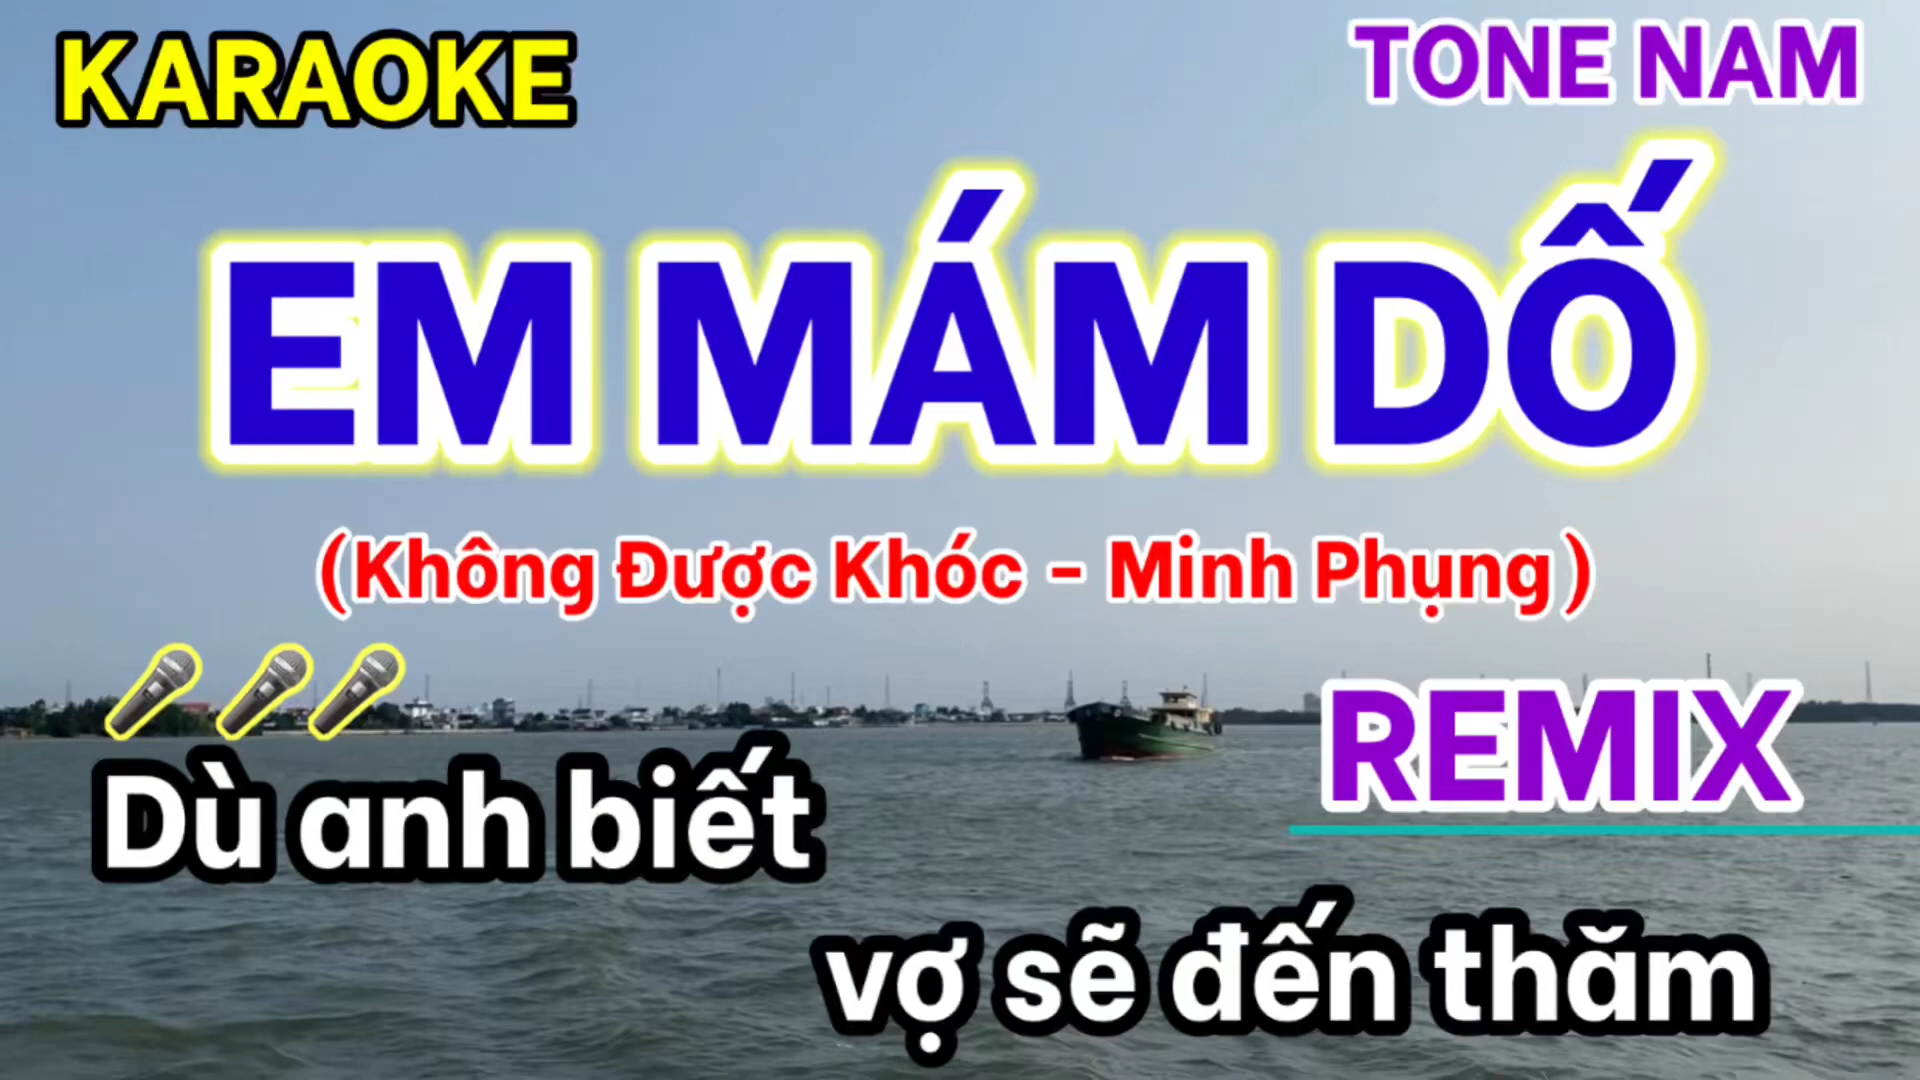 KARAOKE
TONE NAM
EM MÁM DỐ
(Không Được Khóc - Minh Phụng)
REMIX
Dù anh biết
vợ sẽ đến thăm